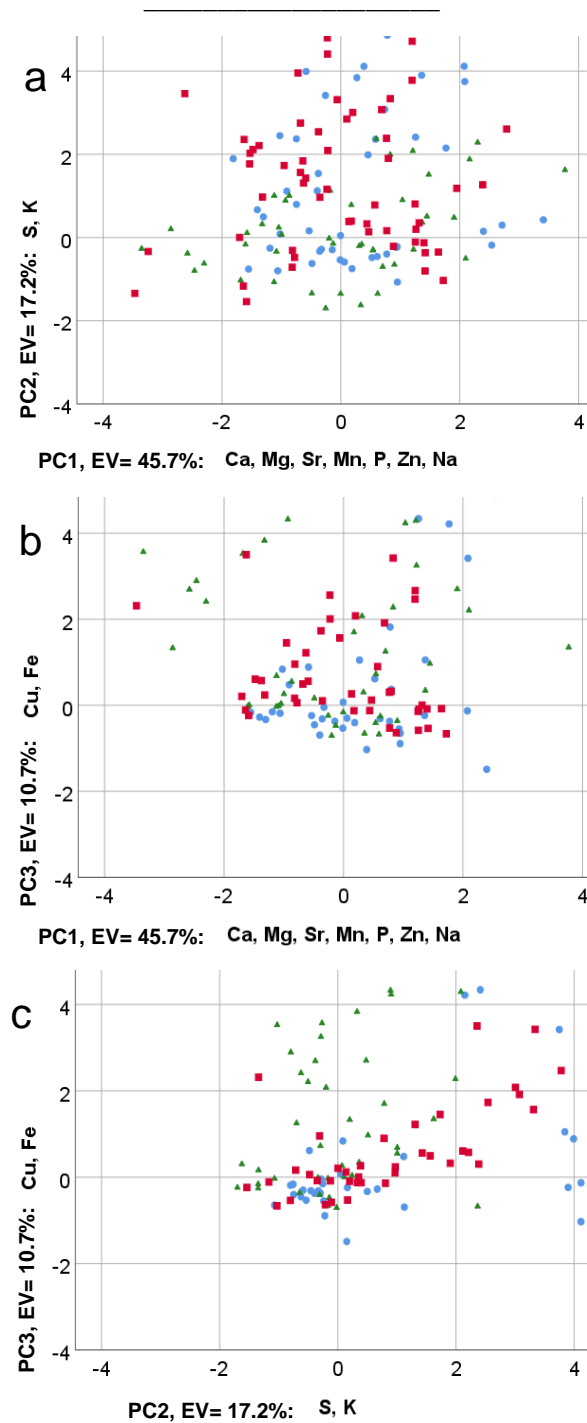 a
4
2
0
-2
-4
-4 -2 0 2 4
PC2, EV= 17.2%: S, K
PC1, EV= 45.7%: Ca, Mg, Sr, Mn, P, Zn, Na
b
4
2
0
-2
-4
-4 -2 0 2 4
PC3, EV= 10.7%: Cu, Fe
PC1, EV= 45.7%: Ca, Mg, Sr, Mn, P, Zn, Na
c
4
2
0
-2
-4
-4 -2 0 2 4
PC3, EV= 10.7%: Cu, Fe
PC2, EV= 17.2%: S, K